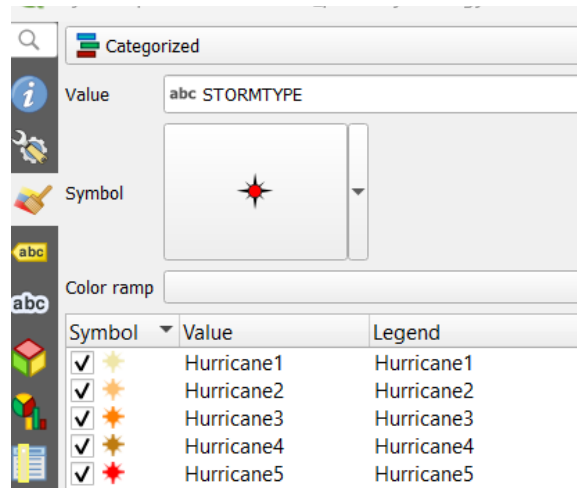 Categorized
Value abc STORMTYPE
Symbol
abc
abc
Color ramp
Symbol Value Legend
Hurricane1 Hurricane1
Hurricane2 Hurricane2
Hurricane3 Hurricane3
Hurricane4 Hurricane4
Hurricane5 Hurricane5